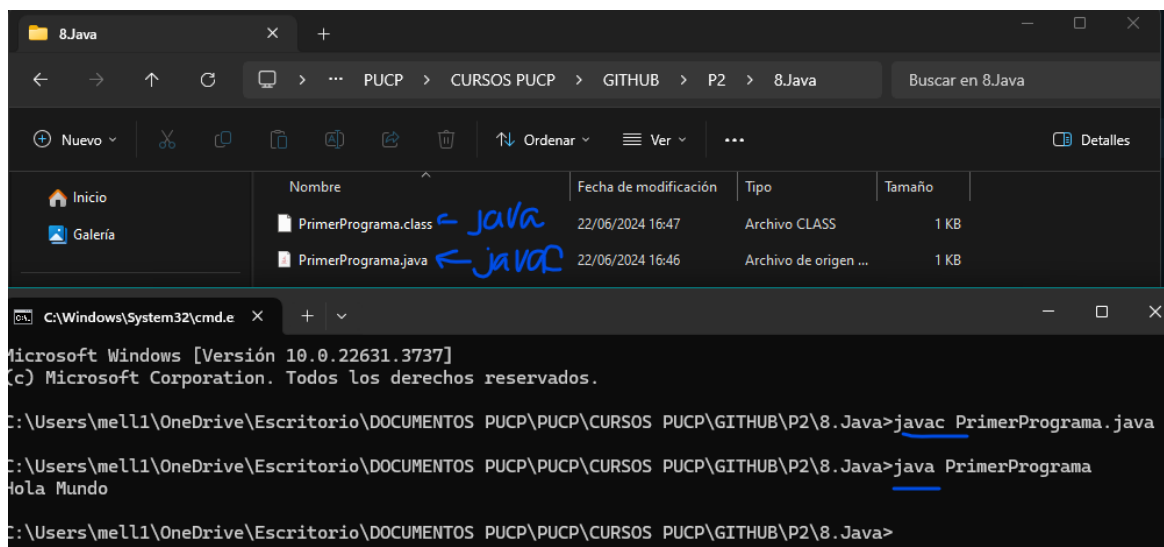 8.Java
PUCP > CURSOS PUCP > GITHUB > P2 > 8.Java
Buscar en 8.Java
Nuevo
Ordenar
Ver
Detalles
Inicio
Galería
Nombre Fecha de modificación Tipo Tamaño
PrimerPrograma.class ← java 22/06/2024 16:47 Archivo CLASS 1 KB
PrimerPrograma.java ← javac 22/06/2024 16:46 Archivo de origen ... 1 KB
C:\Windows\System32\cmd.e
Microsoft Windows [Versión 10.0.22631.3737]
(c) Microsoft Corporation. Todos los derechos reservados.
C:\Users\mell1\OneDrive\Escritorio\DOCUMENTOS PUCP\PUCP\CURSOS PUCP\GITHUB\P2\8.Java>javac PrimerPrograma.java
C:\Users\mell1\OneDrive\Escritorio\DOCUMENTOS PUCP\PUCP\CURSOS PUCP\GITHUB\P2\8.Java>java PrimerPrograma
Hola Mundo
C:\Users\mell1\OneDrive\Escritorio\DOCUMENTOS PUCP\PUCP\CURSOS PUCP\GITHUB\P2\8.Java>